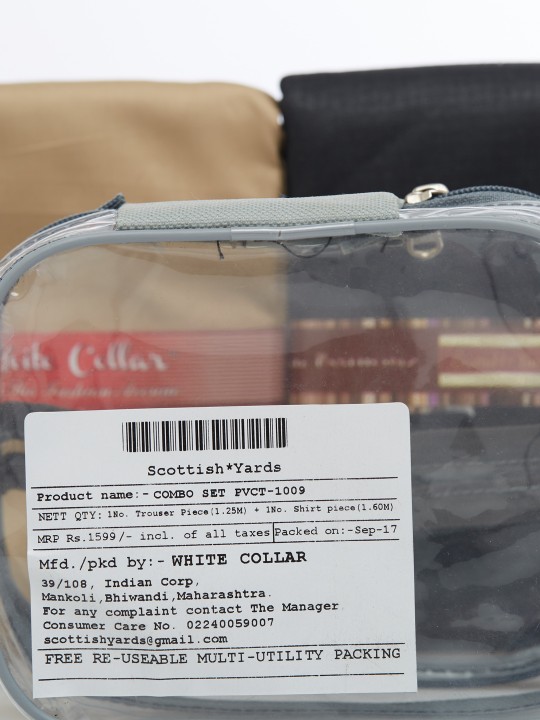 Collar
Scottish*Yards
Product name:- COMBO SET PVCT-1009
NETT QTY: 1No. Trouser Piece(1.25M) + 1No. Shirt piece(1.60M)
MRP Rs.1599/- incl. of all taxes Packed on:-Sep-17
Mfd./pkd by:- WHITE COLLAR
39/108, Indian Corp,
Mankoli,Bhiwandi,Maharashtra.
For any complaint contact The Manager
Consumer Care No. 02240059007
scottishyards@gmail.com
FREE RE-USEABLE MULTI-UTILITY PACKING